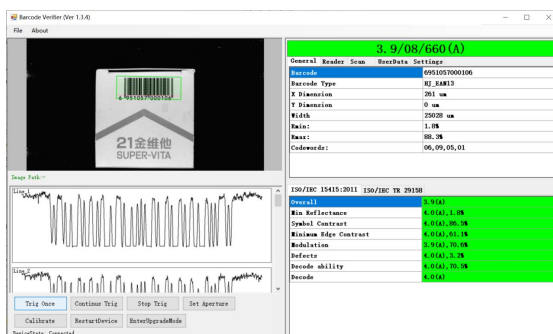 Barcode Verifier (Ver 1.3.4)
File About
6 951057 000106
21金维他
SUPER-VITA
Image Path:-
Line_1
Line_2
Trig Once Continus Trig Stop Trig Set Aperture
Calibrate RestartDevice EnterUpgradeMode
DeviceState: Connected
3.9/08/660(A)
General Reader Scan UserData Settings
Barcode 6951057000106
Barcode Type HJ_EAN13
X Dimension 261 um
Y Dimension 0 um
Width 25028 um
Rmin: 1.8%
Rmax: 88.3%
Codewords: 06,09,05,01
ISO/IEC 15415:2011 ISO/IEC TR 29158
Overall 3.9(A)
Min Reflectance 4.0(A),1.8%
Symbol Contrast 4.0(A),86.5%
Minimum Edge Contrast 4.0(A),61.1%
Modulation 3.9(A),70.6%
Defects 4.0(A),3.2%
Decode ability 4.0(A),70.5%
Decode 4.0(A)